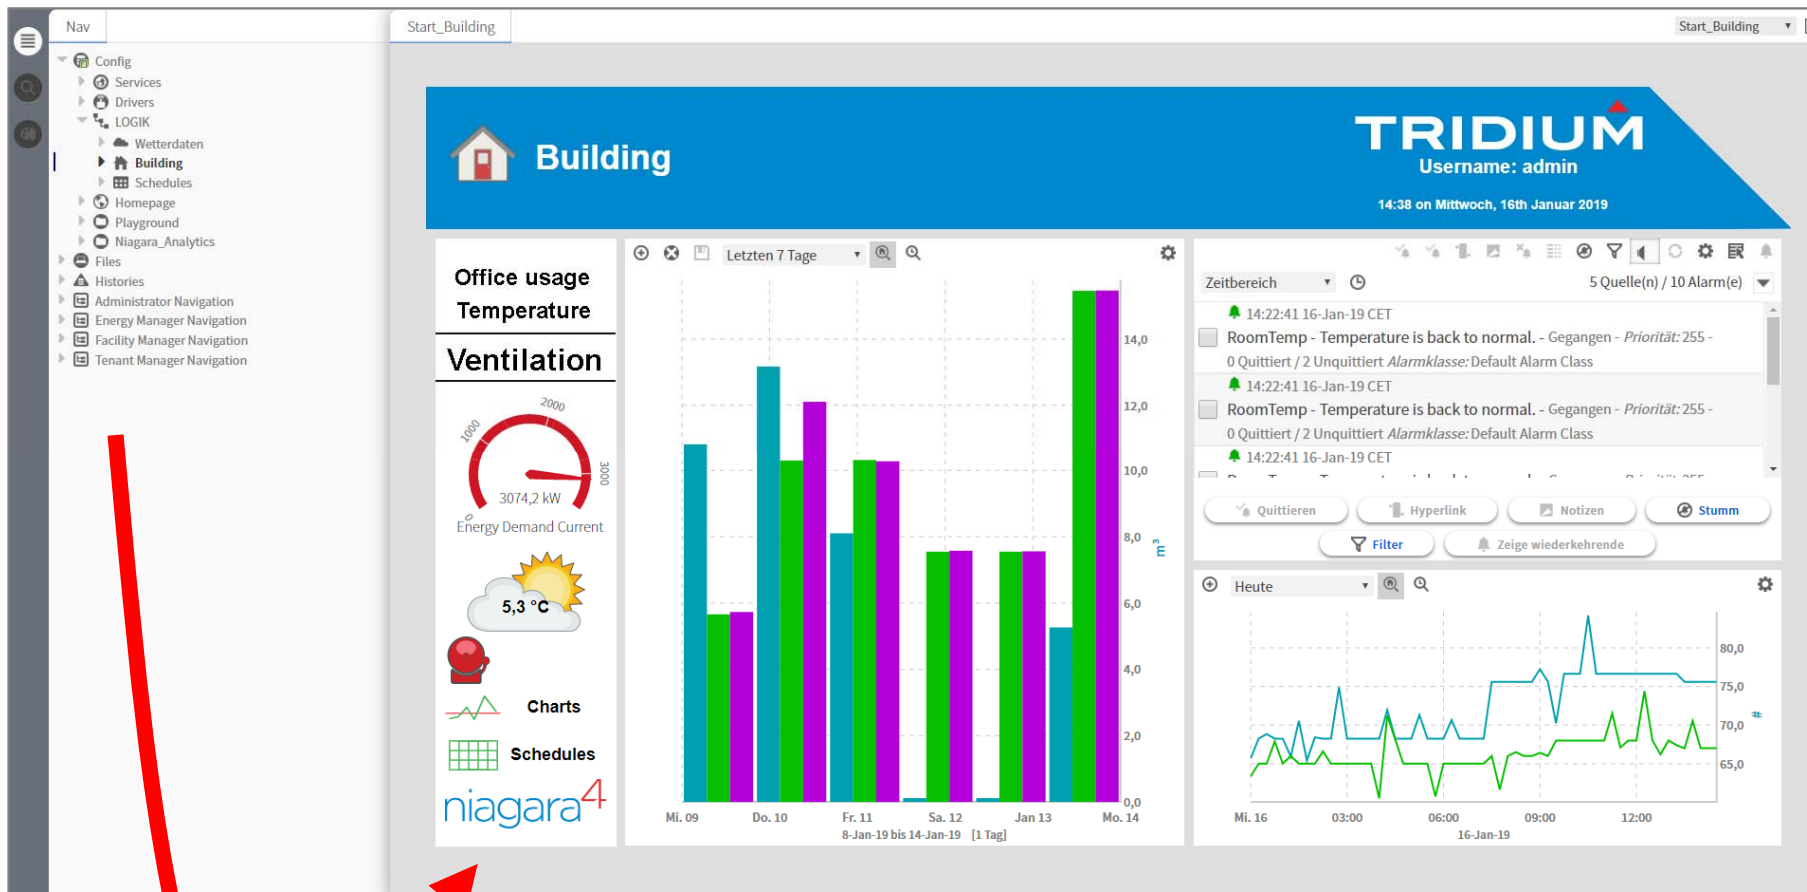 Nav
Start_Building
Start_Building
Config
Services
Drivers
LOGIK
Wetterdaten
Building
Schedules
Homepage
Playground
Niagara_Analytics
Files
Histories
Administrator Navigation
Energy Manager Navigation
Facility Manager Navigation
Tenant Manager Navigation
Building
TRIDIUM
Username: admin
14:38 on Mittwoch, 16th Januar 2019
Office usage
Temperature
Ventilation
0
1000
2000
3000
3074,2 kW
Energy Demand Current
5,3 °C
Charts
Schedules
niagara4
Letzten 7 Tage
14,0
12,0
10,0
8,0
6,0
4,0
2,0
0,0
m³
Mi. 09 Do. 10 Fr. 11 Sa. 12 Jan 13 Mo. 14
8-Jan-19 bis 14-Jan-19 [1 Tag]
Zeitbereich
5 Quelle(n) / 10 Alarm(e)
14:22:41 16-Jan-19 CET
RoomTemp - Temperature is back to normal. - Gegangen - Priorität: 255 -
0 Quittiert / 2 Unquittiert Alarmklasse: Default Alarm Class
14:22:41 16-Jan-19 CET
RoomTemp - Temperature is back to normal. - Gegangen - Priorität: 255 -
0 Quittiert / 2 Unquittiert Alarmklasse: Default Alarm Class
14:22:41 16-Jan-19 CET
Quittieren Hyperlink Notizen Stumm
Filter Zeige wiederkehrende
Heute
80,0
75,0
70,0
65,0
#
Mi. 16 03:00 06:00 09:00 12:00
16-Jan-19